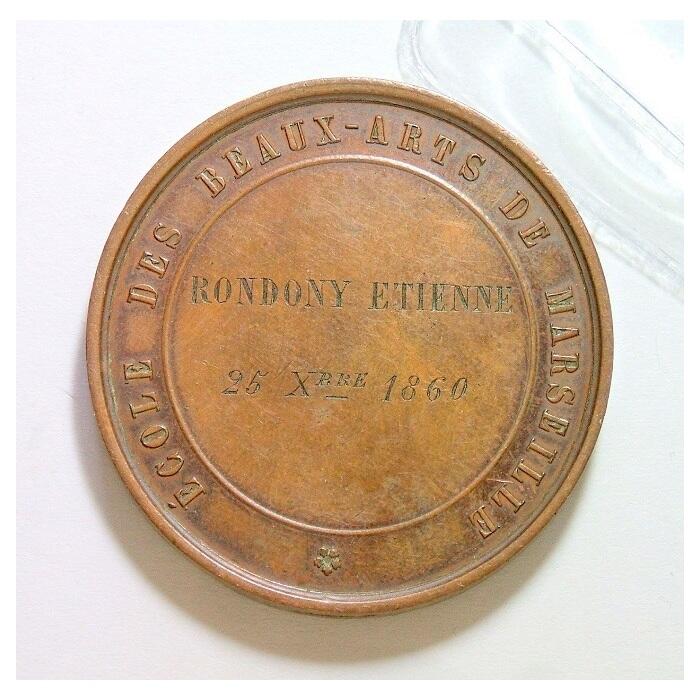 ÉCOLE DES BEAUX-ARTS DE MARSEILLE
RONDONY ETIENNE
25 XBRE 1860